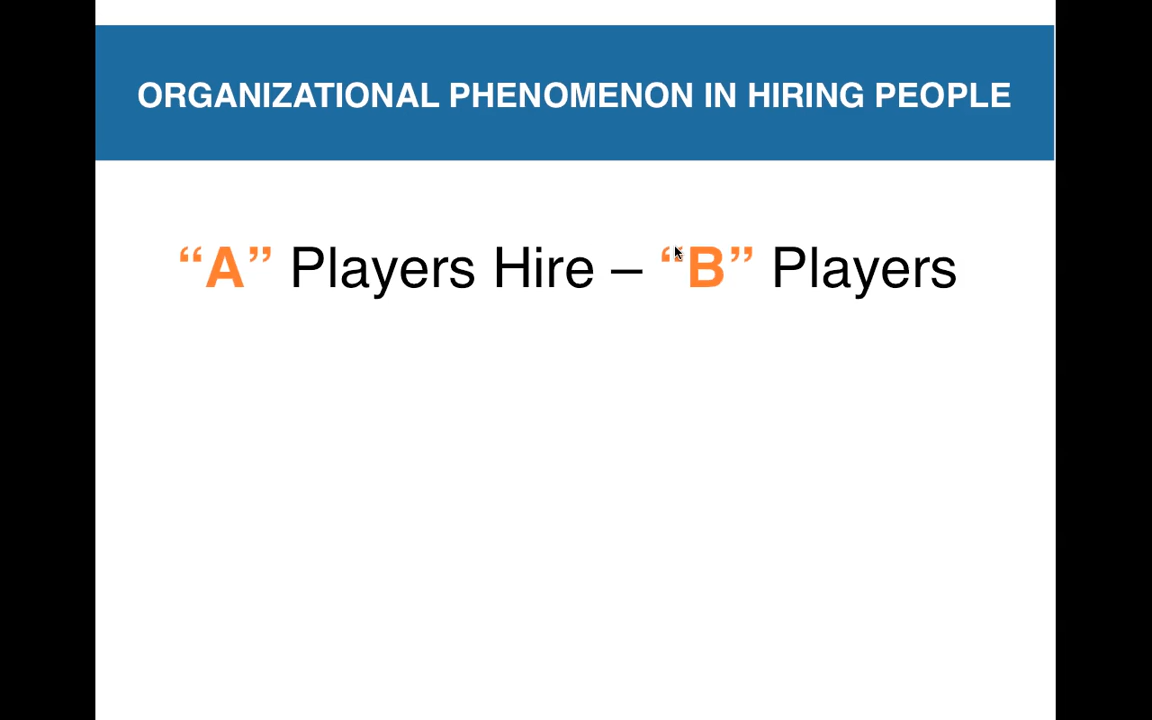 ORGANIZATIONAL PHENOMENON IN HIRING PEOPLE
“A” Players Hire – “B” Players